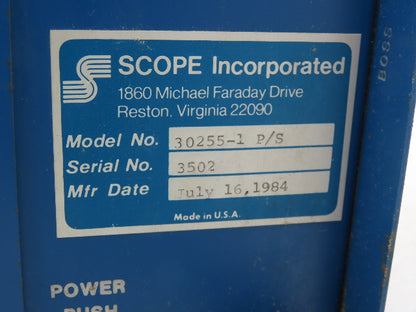 SCOPE Incorporated
1860 Michael Faraday Drive
Reston, Virginia 22090
Model No. 30255-1 P/S
Serial No. 3502
Mfr Date July 16,1984
Made in U.S.A.
BOSS
POWER
PUSH